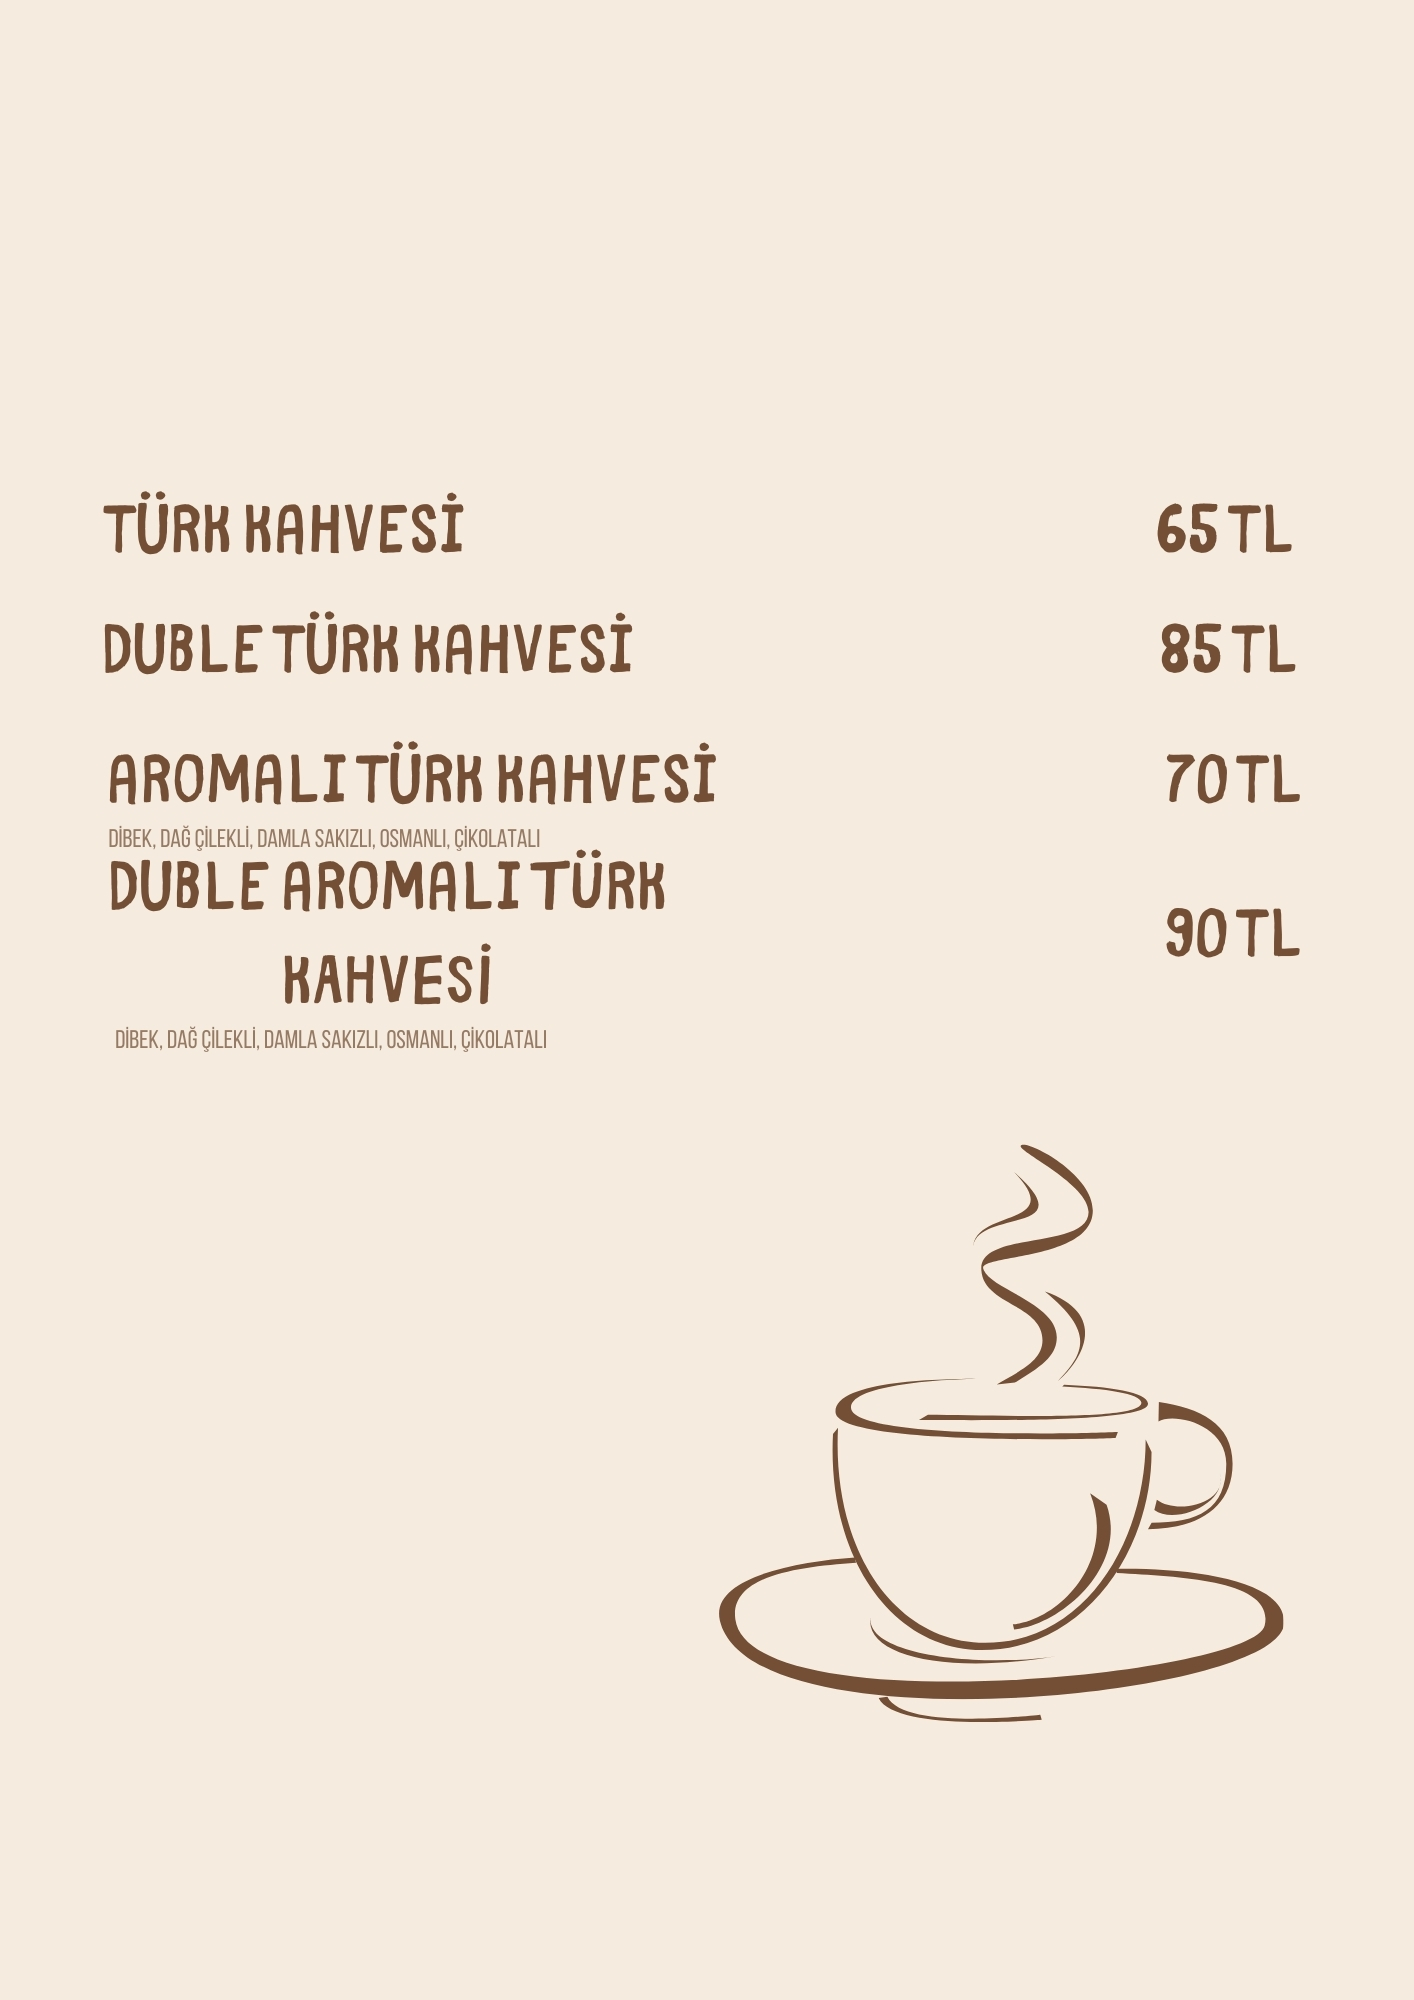 TÜRK KAHVESİ 65 TL
DUBLE TÜRK KAHVESİ 85 TL
AROMALI TÜRK KAHVESİ 70 TL
DİBEK, DAĞ ÇİLEKLİ, DAMLA SAKIZLI, OSMANLI, ÇİKOLATALI
DUBLE AROMALI TÜRK
KAHVESİ 90 TL
DİBEK, DAĞ ÇİLEKLİ, DAMLA SAKIZLI, OSMANLI, ÇİKOLATALI